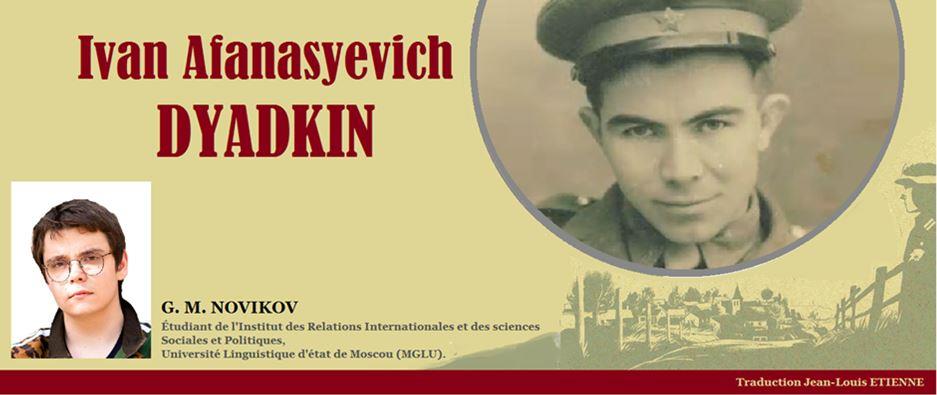 Ivan Afanasyevich
DYADKIN
G. M. NOVIKOV
Étudiant de l'Institut des Relations Internationales et des sciences
Sociales et Politiques,
Université Linguistique d'état de Moscou (MGLU).
Traduction Jean-Louis ETIENNE